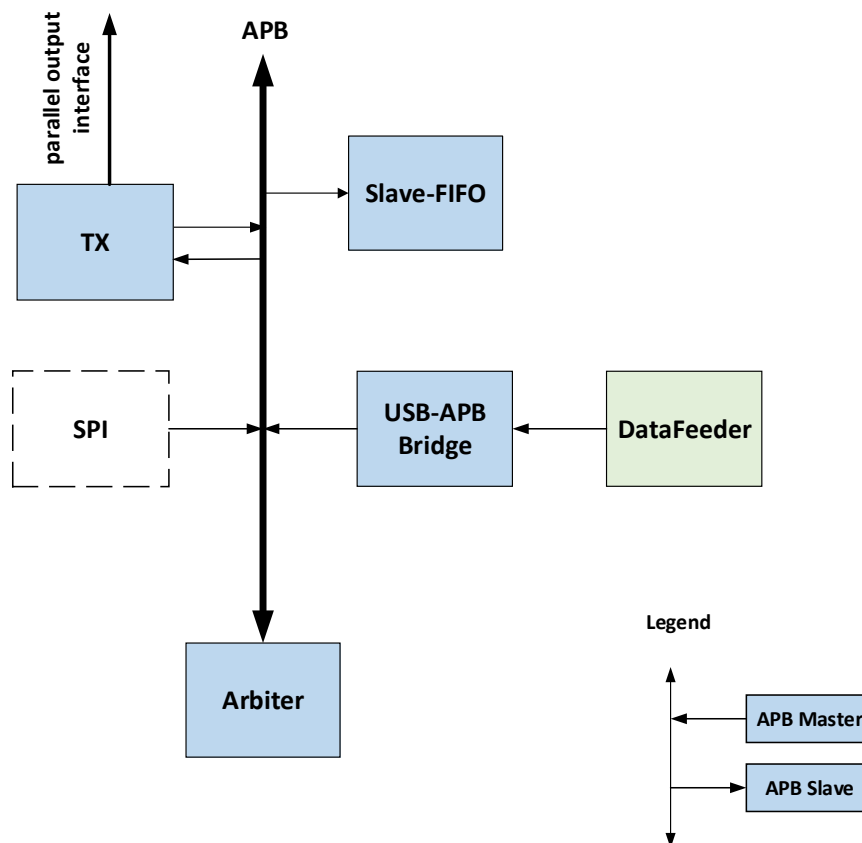 parallel output
interface
APB
Slave-FIFO
TX
SPI
USB-APB
Bridge
DataFeeder
Arbiter
Legend
APB Master
APB Slave